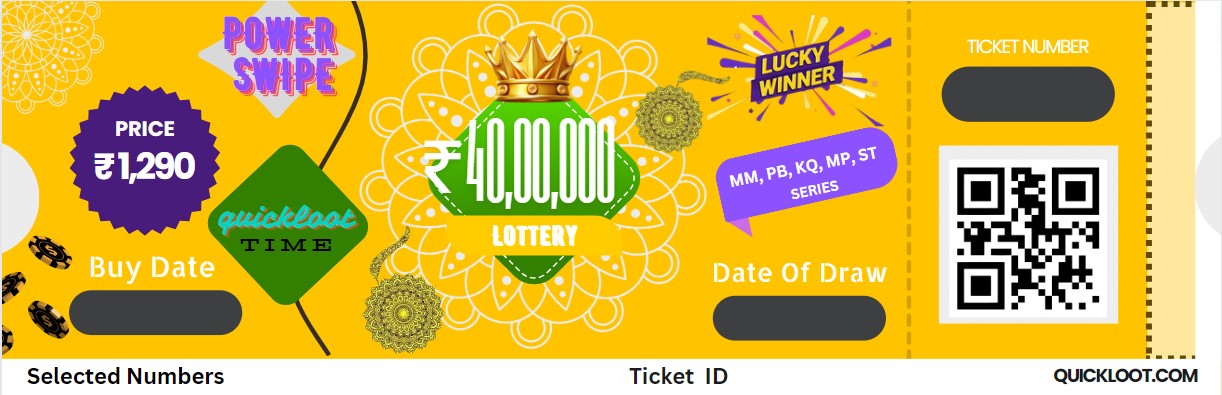 POWER
SWIPE
PRICE
₹1,290
quickloot
TIME
Buy Date
₹ 40,00,000
LOTTERY
LUCKY
WINNER
MM, PB, KQ, MP, ST
SERIES
Date Of Draw
TICKET NUMBER
Selected Numbers
Ticket ID
QUICKLOOT.COM